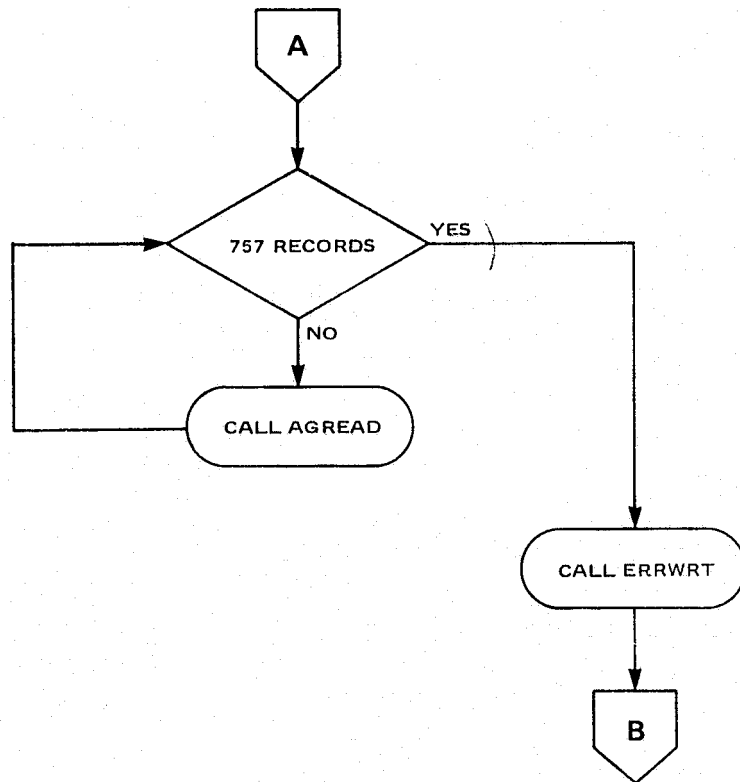 A
757 RECORDS
YES
NO
CALL AGREAD
CALL ERRWRT
B